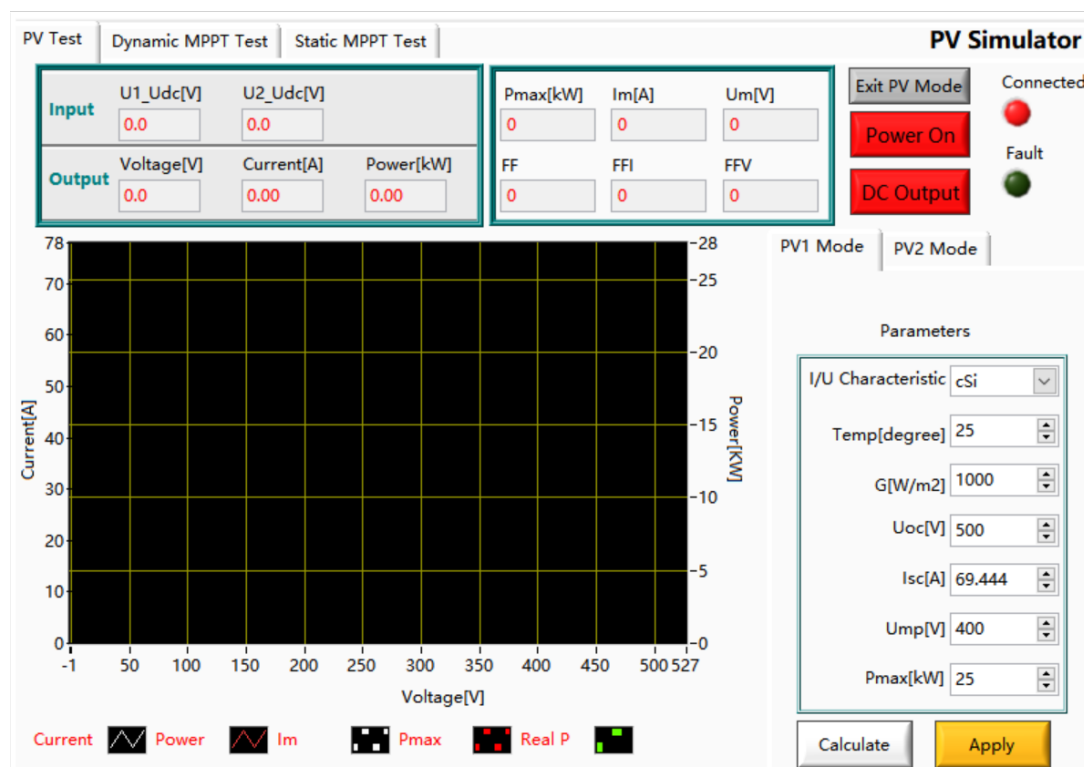 PV Test Dynamic MPPT Test Static MPPT Test PV Simulator
U1_Udc[V] U2_Udc[V]
Input
0.0 0.0
Voltage[V] Current[A] Power[kW]
Output
0.0 0.00 0.00
Pmax[kW] Im[A] Um[V]
0 0 0
FF FFI FFV
0 0 0
Exit PV Mode
Power On
DC Output
Connected
Fault
78
70
60
50
40
30
20
10
0
Current[A]
28
25
20
15
10
5
0
Power[KW]
-1 50 100 150 200 250 300 350 400 450 500 527
Voltage[V]
Current Power Im Pmax Real P
PV1 Mode PV2 Mode
Parameters
I/U Characteristic cSi
Temp[degree] 25
G[W/m2] 1000
Uoc[V] 500
Isc[A] 69.444
Ump[V] 400
Pmax[kW] 25
Calculate Apply